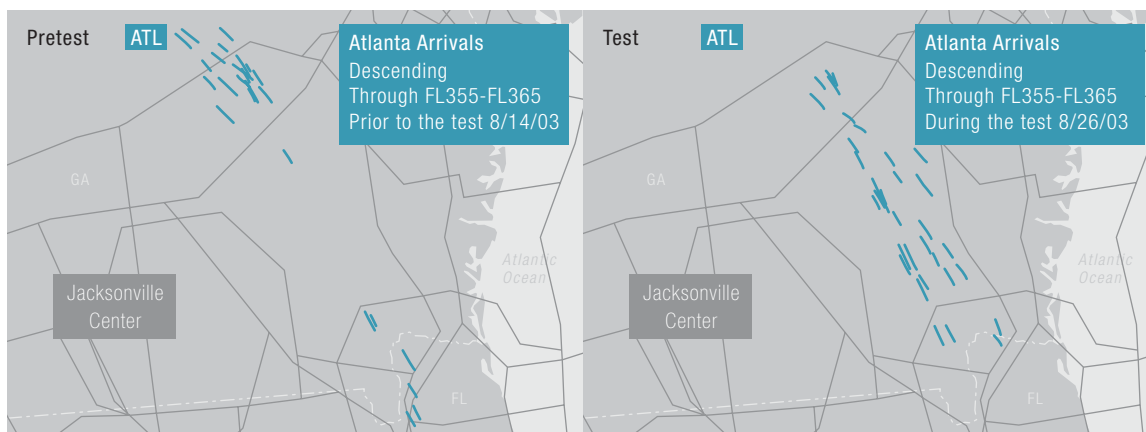 Pretest
ATL
Atlanta Arrivals
Descending
Through FL355-FL365
Prior to the test 8/14/03
GA
Atlantic
Ocean
Jacksonville
Center
FL
Test
ATL
Atlanta Arrivals
Descending
Through FL355-FL365
During the test 8/26/03
GA
Atlantic
Ocean
Jacksonville
Center
FL